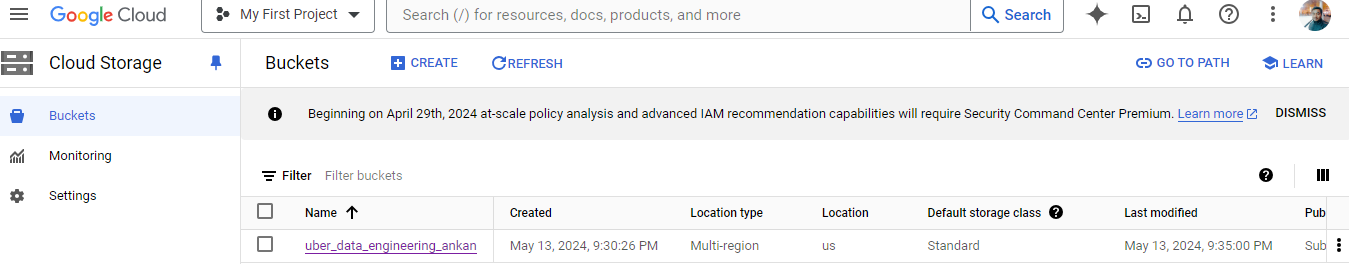 Google Cloud My First Project Search (/) for resources, docs, products, and more Search
Cloud Storage Buckets CREATE REFRESH GO TO PATH LEARN
Buckets
Monitoring
Settings
Beginning on April 29th, 2024 at-scale policy analysis and advanced IAM recommendation capabilities will require Security Command Center Premium. Learn more DISMISS
Filter Filter buckets
Name Created Location type Location Default storage class Last modified Pub
uber_data_engineering_ankan May 13, 2024, 9:30:26 PM Multi-region us Standard May 13, 2024, 9:35:00 PM Sub